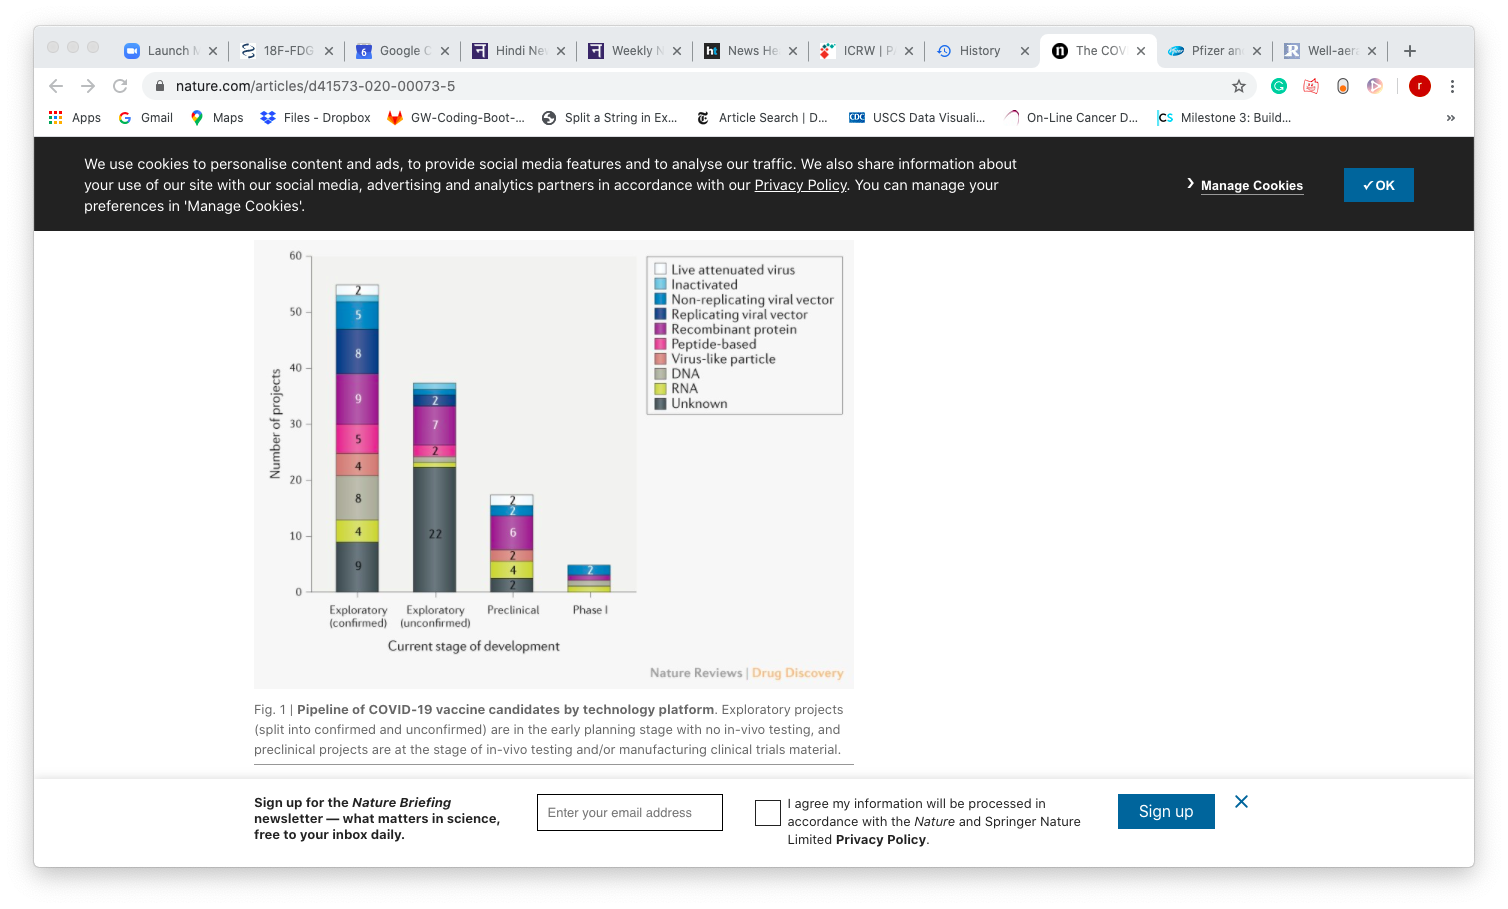 Launch M
18F-FDG
Google C
Hindi Ne
Weekly N
News He
ICRW | P
History
The COV
Pfizer an
Well-aera
nature.com/articles/d41573-020-00073-5
r
Apps
Gmail
Maps
Files - Dropbox
GW-Coding-Boot-...
Split a String in Ex...
Article Search | D...
CDC
USCS Data Visuali...
On-Line Cancer D...
CS
Milestone 3: Build...
»
We use cookies to personalise content and ads, to provide social media features and to analyse our traffic. We also share information about
your use of our site with our social media, advertising and analytics partners in accordance with our Privacy Policy. You can manage your
preferences in 'Manage Cookies'.
Manage Cookies
✓OK
60
50
40
30
20
10
0
Number of projects
2
5
8
9
5
4
8
4
9
2
7
2
22
2
2
6
2
4
2
2
Exploratory
(confirmed)
Exploratory
(unconfirmed)
Preclinical
Phase I
Current stage of development
Live attenuated virus
Inactivated
Non-replicating viral vector
Replicating viral vector
Recombinant protein
Peptide-based
Virus-like particle
DNA
RNA
Unknown
Nature Reviews | Drug Discovery
Fig. 1 | Pipeline of COVID-19 vaccine candidates by technology platform. Exploratory projects
(split into confirmed and unconfirmed) are in the early planning stage with no in-vivo testing, and
preclinical projects are at the stage of in-vivo testing and/or manufacturing clinical trials material.
Sign up for the Nature Briefing
newsletter — what matters in science,
free to your inbox daily.
Enter your email address
I agree my information will be processed in
accordance with the Nature and Springer Nature
Limited Privacy Policy.
Sign up